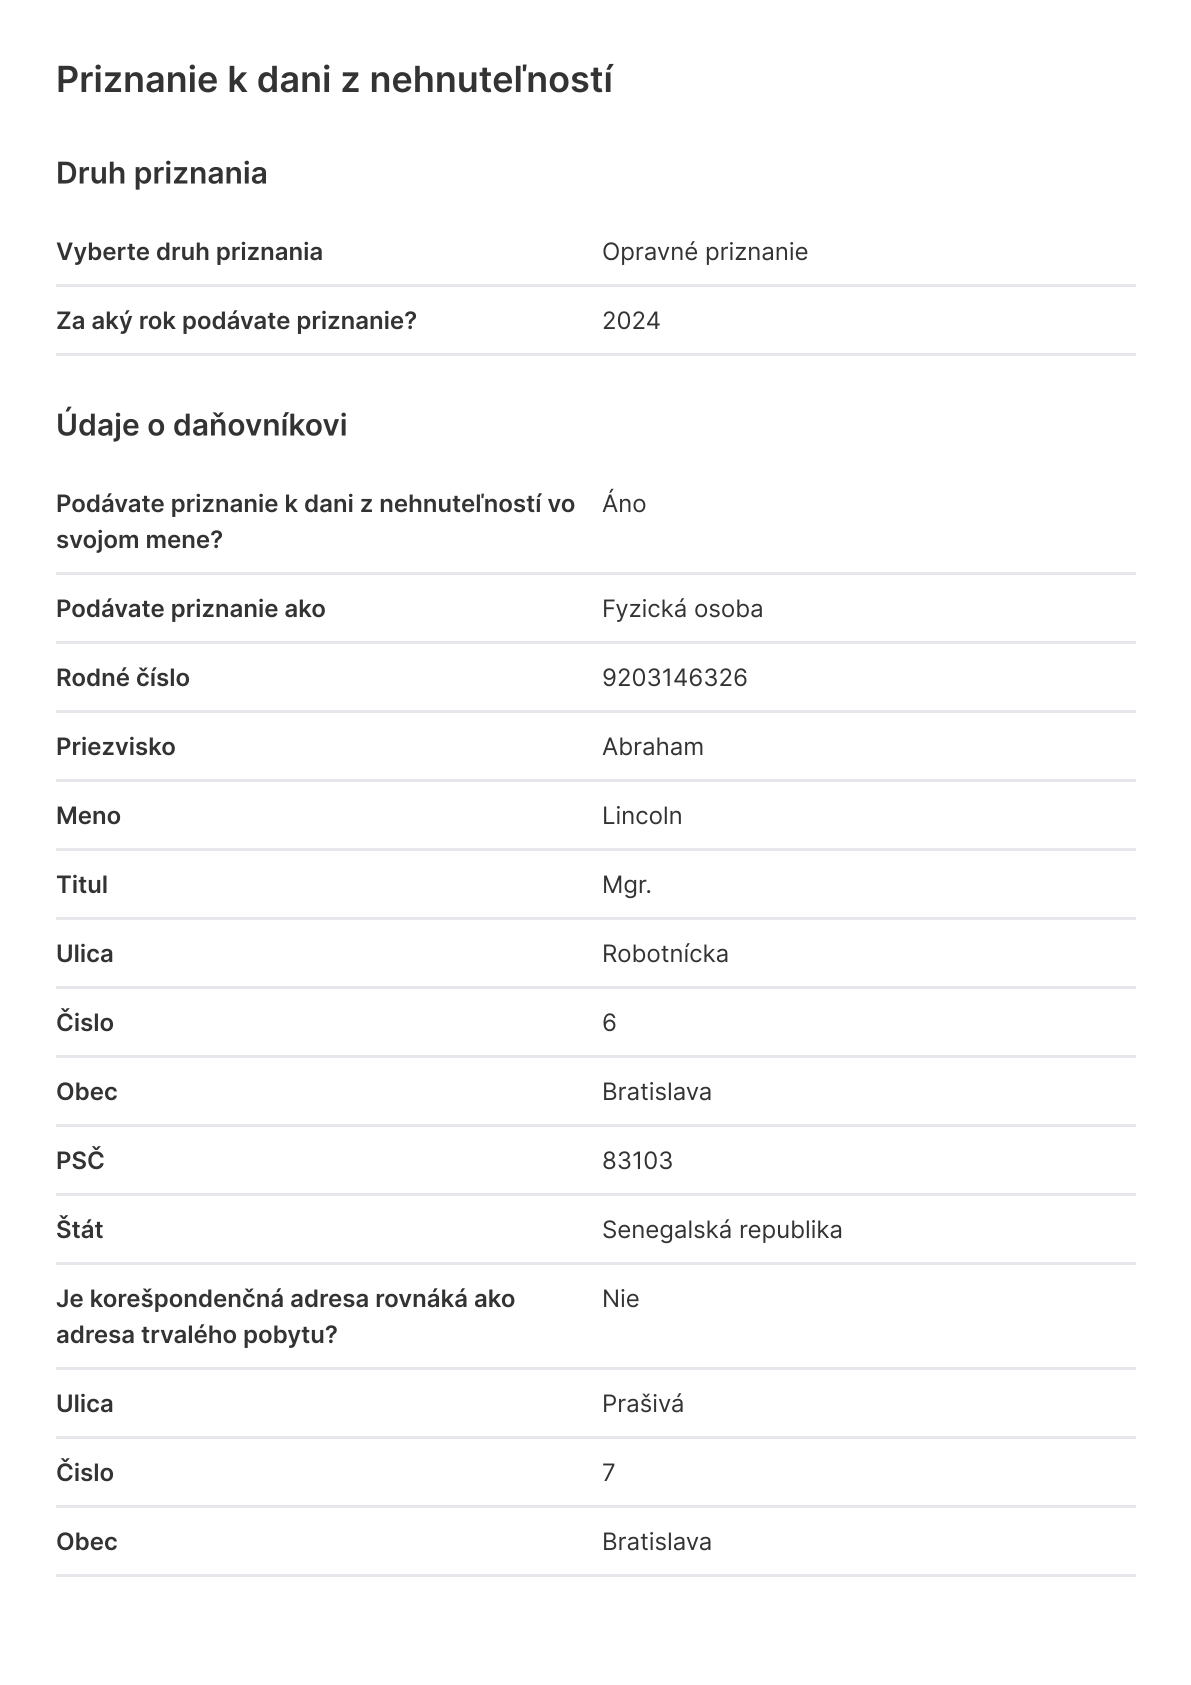 Priznanie k dani z nehnuteľností
Druh priznania
Vyberte druh priznania Opravné priznanie
Za aký rok podávate priznanie? 2024
Údaje o daňovníkovi
Podávate priznanie k dani z nehnuteľností vo Áno
svojom mene?
Podávate priznanie ako Fyzická osoba
Rodné číslo 9203146326
Priezvisko Abraham
Meno Lincoln
Titul Mgr.
Ulica Robotnícka
Čislo 6
Obec Bratislava
PSČ 83103
Štát Senegalská republika
Je korešpondenčná adresa rovnáká ako Nie
adresa trvalého pobytu?
Ulica Prašivá
Čislo 7
Obec Bratislava